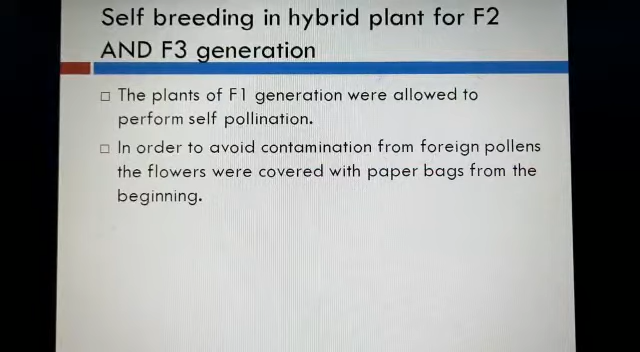 Self breeding in hybrid plant for F2
AND F3 generation
The plants of F1 generation were allowed to
perform self pollination.
In order to avoid contamination from foreign pollens
the flowers were covered with paper bags from the
beginning.